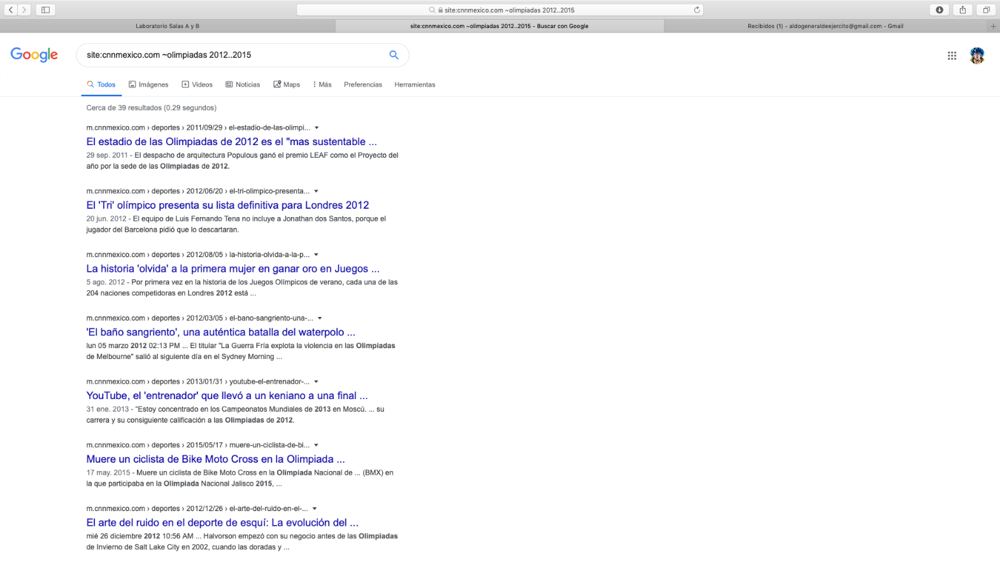 site:cnnmexico.com ~olimpiadas 2012..2015
Laboratorio Salas A y B
site:cnnmexico.com ~olimpiadas 2012..2015 - Buscar con Google
Recibidos (1) - aldogeneraldeejercito@gmail.com - Gmail
Google
site:cnnmexico.com ~olimpiadas 2012..2015
Todos Imágenes Videos Noticias Maps Más Preferencias Herramientas
Cerca de 39 resultados (0.29 segundos)
m.cnnmexico.com › deportes › 2011/09/29 › el-estadio-de-las-olimpi...
El estadio de las Olimpiadas de 2012 es el "mas sustentable ...
29 sep. 2011 - El despacho de arquitectura Populous ganó el premio LEAF como el Proyecto del
año por la sede de las Olimpiadas de 2012.
m.cnnmexico.com › deportes › 2012/06/20 › el-tri-olimpico-presenta...
El 'Tri' olímpico presenta su lista definitiva para Londres 2012
20 jun. 2012 - El equipo de Luis Fernando Tena no incluye a Jonathan dos Santos, porque el
jugador del Barcelona pidió que lo descartaran.
m.cnnmexico.com › deportes › 2012/08/05 › la-historia-olvida-a-la-p...
La historia 'olvida' a la primera mujer en ganar oro en Juegos ...
5 ago. 2012 - Por primera vez en la historia de los Juegos Olímpicos de verano, cada una de las
204 naciones competidoras en Londres 2012 está ...
m.cnnmexico.com › deportes › 2012/03/05 › el-bano-sangriento-una-...
'El baño sangriento', una auténtica batalla del waterpolo ...
lun 05 marzo 2012 02:13 PM ... El titular "La Guerra Fría explota la violencia en las Olimpiadas
de Melbourne" salió al siguiente día en el Sydney Morning ...
m.cnnmexico.com › deportes › 2013/01/31 › youtube-el-entrenador-...
YouTube, el 'entrenador' que llevó a un keniano a una final ...
31 ene. 2013 - “Estoy concentrado en los Campeonatos Mundiales de 2013 en Moscú. ... su
carrera y su consiguiente calificación a las Olimpiadas de 2012.
m.cnnmexico.com › deportes › 2015/05/17 › muere-un-ciclista-de-bi...
Muere un ciclista de Bike Moto Cross en la Olimpiada ...
17 may. 2015 - Muere un ciclista de Bike Moto Cross en la Olimpiada Nacional de ... (BMX) en
la que participaba en la Olimpiada Nacional Jalisco 2015, ...
m.cnnmexico.com › deportes › 2012/12/26 › el-arte-del-ruido-en-el-...
El arte del ruido en el deporte de esquí: La evolución del ...
mié 26 diciembre 2012 10:56 AM ... Halvorson empezó con su negocio antes de las Olimpiadas
de Invierno de Salt Lake City en 2002, cuando las doradas y ...